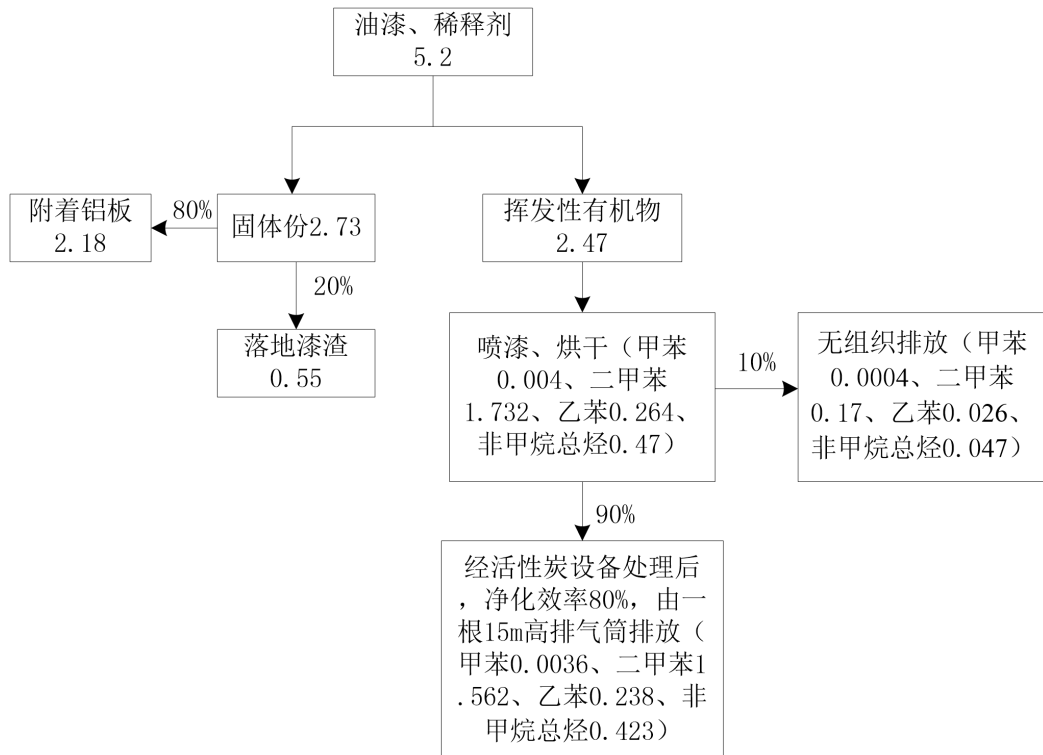 油漆、稀释剂
5.2
附着铝板
2.18
80%
固体份2.73
挥发性有机物
2.47
20%
落地漆渣
0.55
喷漆、烘干（甲苯
0.004、二甲苯
1.732、乙苯0.264、
非甲烷总烃0.47）
10%
无组织排放（甲苯
0.0004、二甲苯
0.17、乙苯0.026、
非甲烷总烃0.047）
90%
经活性炭设备处理后
，净化效率80%，由一
根15m高排气筒排放（
甲苯0.0036、二甲苯1
.562、乙苯0.238、非
甲烷总烃0.423）